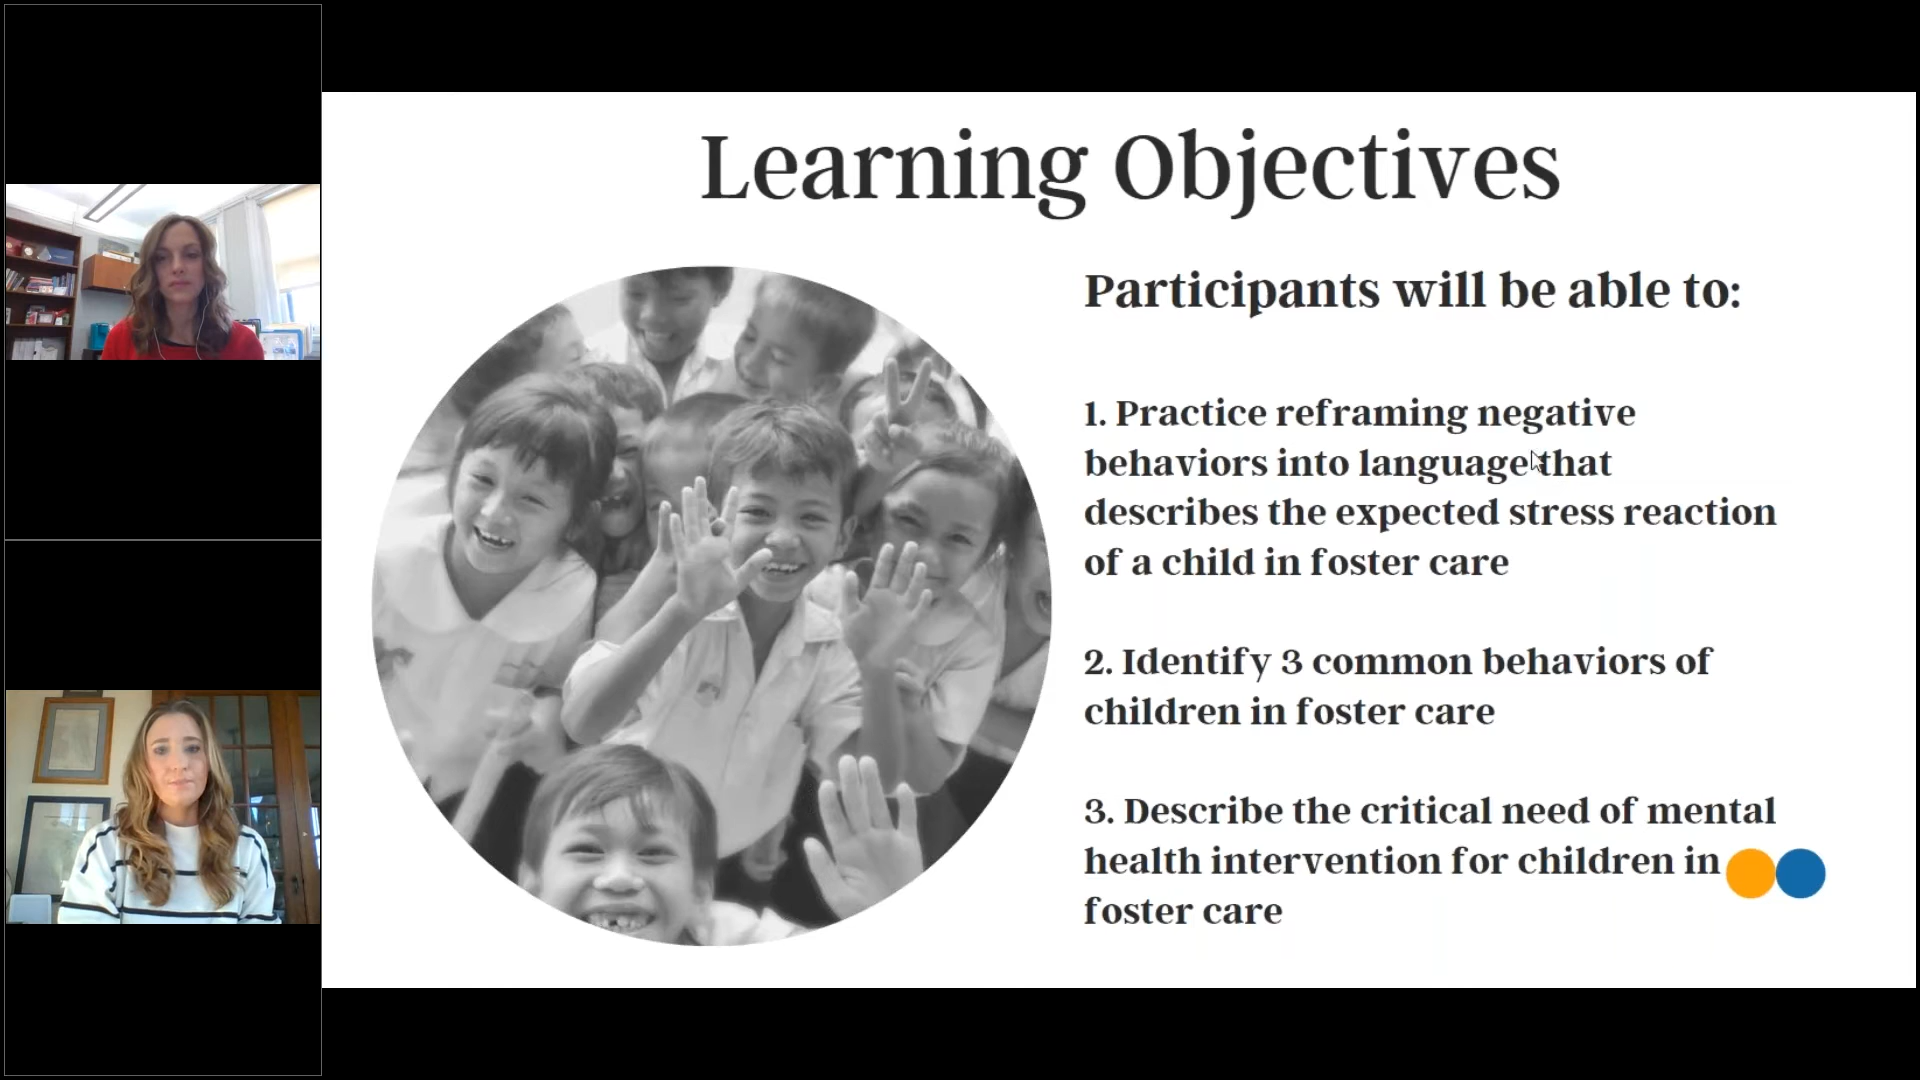 Learning Objectives
Participants will be able to:
1. Practice reframing negative
behaviors into language that
describes the expected stress reaction
of a child in foster care
2. Identify 3 common behaviors of
children in foster care
3. Describe the critical need of mental
health intervention for children in
foster care